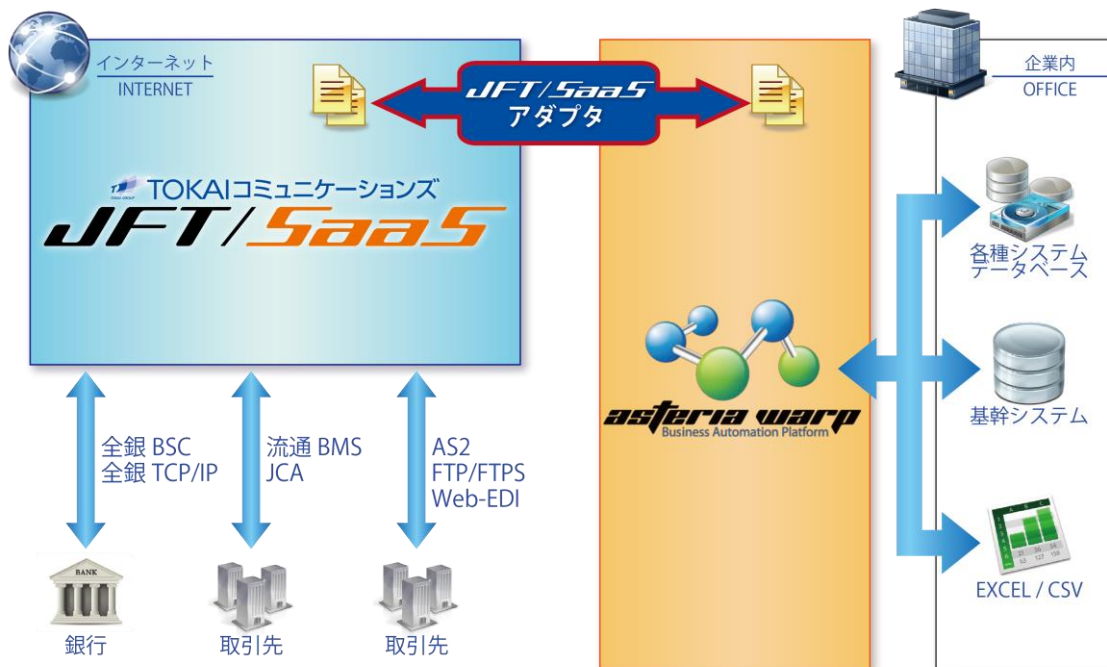 インターネット
INTERNET
JFT/SaaS
アダプタ
企業内
OFFICE
TOKAIコミュニケーションズ
JFT/SaaS
各種システム
データベース
asteria warp
Business Automation Platform
基幹システム
全銀 BSC
全銀 TCP/IP
流通 BMS
JCA
AS2
FTP/FTPS
Web-EDI
BANK
銀行
取引先
取引先
EXCEL / CSV